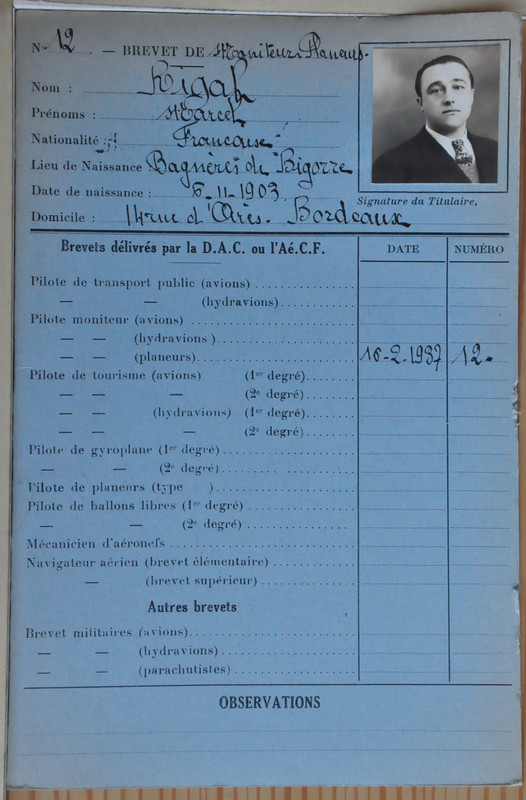 N° 12 — BREVET DE Moniteur Planeurs.
Nom : Rigal
Prénoms : Marcel
Nationalité : Française
Lieu de Naissance Bagnères de Bigorre
Date de naissance : 6-11-1903
Signature du Titulaire,
Domicile : 14 rue d'Arès. Bordeaux
Brevets délivrés par la D.A.C. ou l'Aé.C.F. DATE NUMÉRO
Pilote de transport public (avions)
— — (hydravions)
Pilote moniteur (avions)
— — (hydravions)
— — (planeurs) 16-2-1937 12-
Pilote de tourisme (avions) (1er degré)
— — — (2e degré)
— — (hydravions) (1er degré)
— — — (2e degré)
Pilote de gyroplane (1er degré)
— — (2e degré)
Pilote de planeurs (type )
Pilote de ballons libres (1er degré)
— — (2e degré)
Mécanicien d'aéronefs
Navigateur aérien (brevet élémentaire)
— (brevet supérieur)
Autres brevets
Brevet militaires (avions)
— — (hydravions)
— — (parachutistes)
OBSERVATIONS